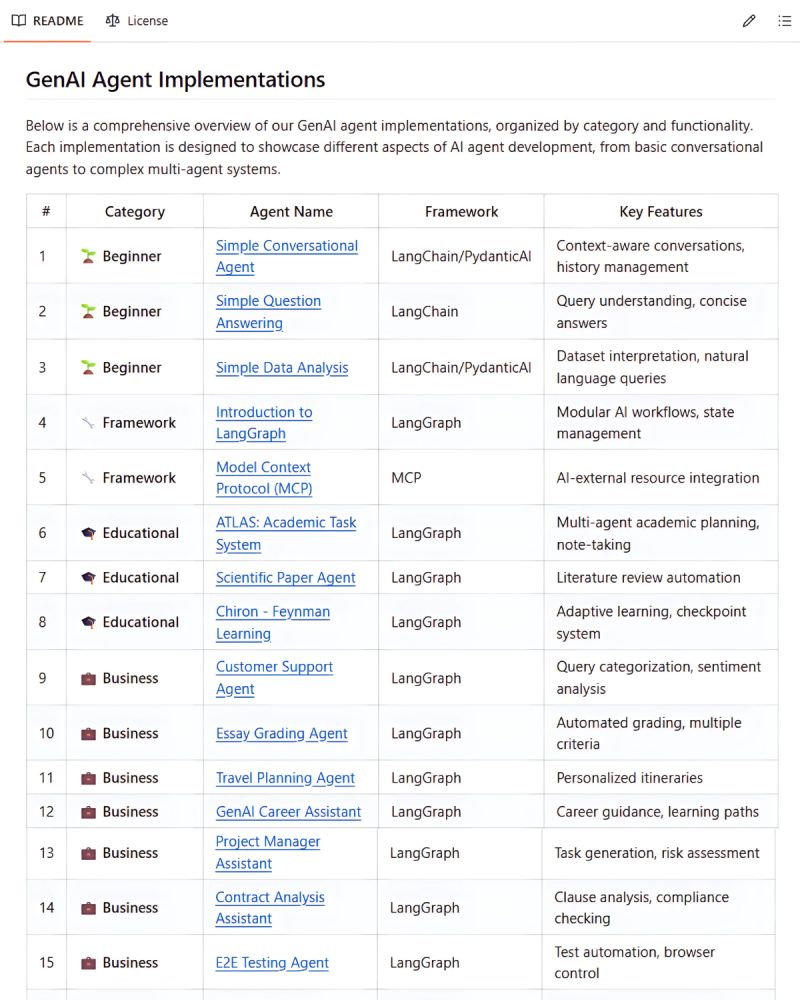 README License
GenAI Agent Implementations
Below is a comprehensive overview of our GenAI agent implementations, organized by category and functionality.
Each implementation is designed to showcase different aspects of AI agent development, from basic conversational
agents to complex multi-agent systems.
# Category Agent Name Framework Key Features
1 Beginner Simple Conversational Agent LangChain/PydanticAI Context-aware conversations, history management
2 Beginner Simple Question Answering LangChain Query understanding, concise answers
3 Beginner Simple Data Analysis LangChain/PydanticAI Dataset interpretation, natural language queries
4 Framework Introduction to LangGraph LangGraph Modular AI workflows, state management
5 Framework Model Context Protocol (MCP) MCP AI-external resource integration
6 Educational ATLAS: Academic Task System LangGraph Multi-agent academic planning, note-taking
7 Educational Scientific Paper Agent LangGraph Literature review automation
8 Educational Chiron - Feynman Learning LangGraph Adaptive learning, checkpoint system
9 Business Customer Support Agent LangGraph Query categorization, sentiment analysis
10 Business Essay Grading Agent LangGraph Automated grading, multiple criteria
11 Business Travel Planning Agent LangGraph Personalized itineraries
12 Business GenAI Career Assistant LangGraph Career guidance, learning paths
13 Business Project Manager Assistant LangGraph Task generation, risk assessment
14 Business Contract Analysis Assistant LangGraph Clause analysis, compliance checking
15 Business E2E Testing Agent LangGraph Test automation, browser control